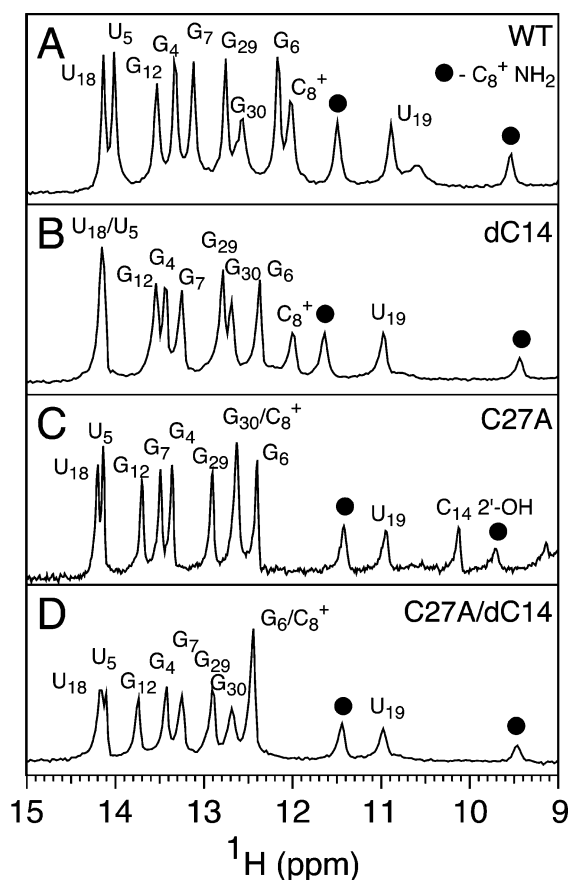 A
WT
● - C₈⁺ NH₂
U₁₈
U₅
G₁₂
G₄
G₇
G₂₉
G₃₀
G₆
C₈⁺
U₁₉
B
dC14
U₁₈/U₅
G₁₂
G₄
G₇
G₂₉
G₃₀
G₆
C₈⁺
U₁₉
C
C27A
U₁₈
U₅
G₁₂
G₇
G₄
G₂₉
G₃₀/C₈⁺
G₆
U₁₉
C₁₄ 2'-OH
D
C27A/dC14
U₁₈
U₅
G₁₂
G₄
G₇
G₂₉
G₃₀
G₆/C₈⁺
U₁₉
15 14 13 12 11 10 9
¹H (ppm)